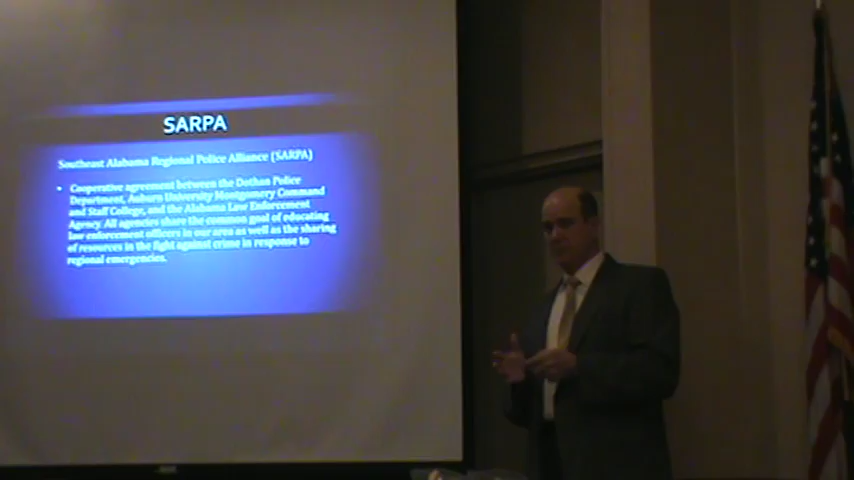 SARPA
Southeast Alabama Regional Police Alliance (SARPA)
• Cooperative agreement between the Dothan Police
Department, Auburn University Montgomery Command
and Staff College, and the Alabama Law Enforcement
Agency. All agencies share the common goal of educating
law enforcement officers in our area as well as the sharing
of resources in the fight against crime in response to
regional emergencies.